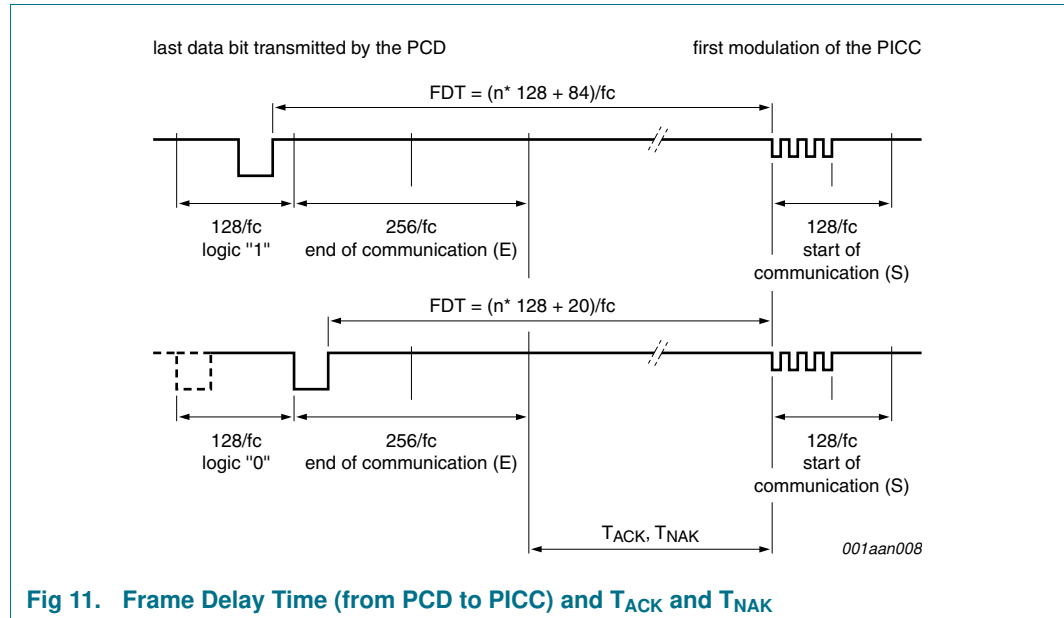 last data bit transmitted by the PCD
first modulation of the PICC
FDT = (n* 128 + 84)/fc
128/fc
logic "1"
256/fc
end of communication (E)
128/fc
start of
communication (S)
FDT = (n* 128 + 20)/fc
128/fc
logic "0"
256/fc
end of communication (E)
128/fc
start of
communication (S)
TACK, TNAK
001aan008
Fig 11. Frame Delay Time (from PCD to PICC) and TACK and TNAK